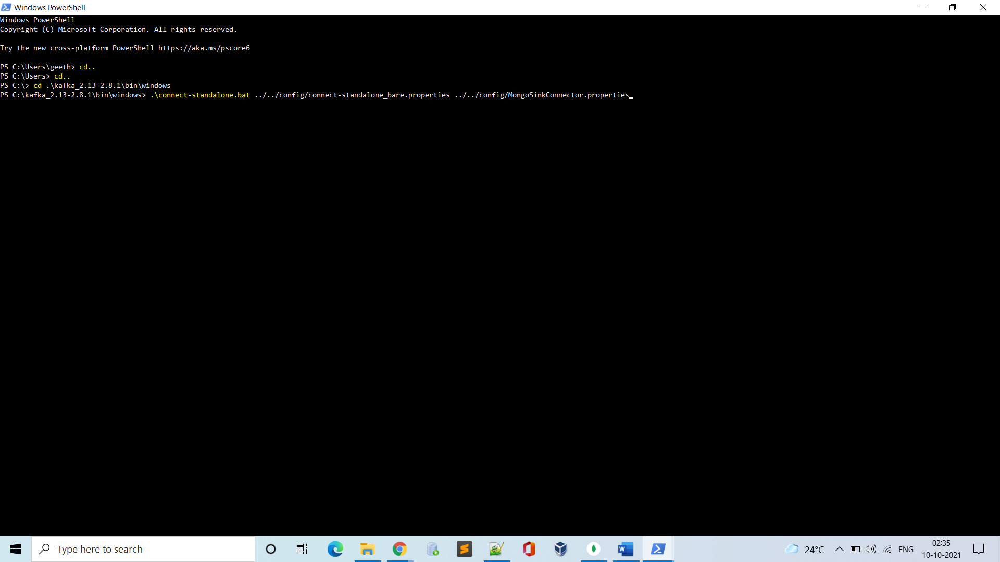 Windows PowerShell
Windows PowerShell
Copyright (C) Microsoft Corporation. All rights reserved.
Try the new cross-platform PowerShell https://aka.ms/pscore6
PS C:\Users\geeth> cd..
PS C:\Users> cd..
PS C:\> cd .\kafka_2.13-2.8.1\bin\windows
PS C:\kafka_2.13-2.8.1\bin\windows> .\connect-standalone.bat ../../config/connect-standalone_bare.properties ../../config/MongoSinkConnector.properties
Type here to search
24°C
ENG
02:35
10-10-2021